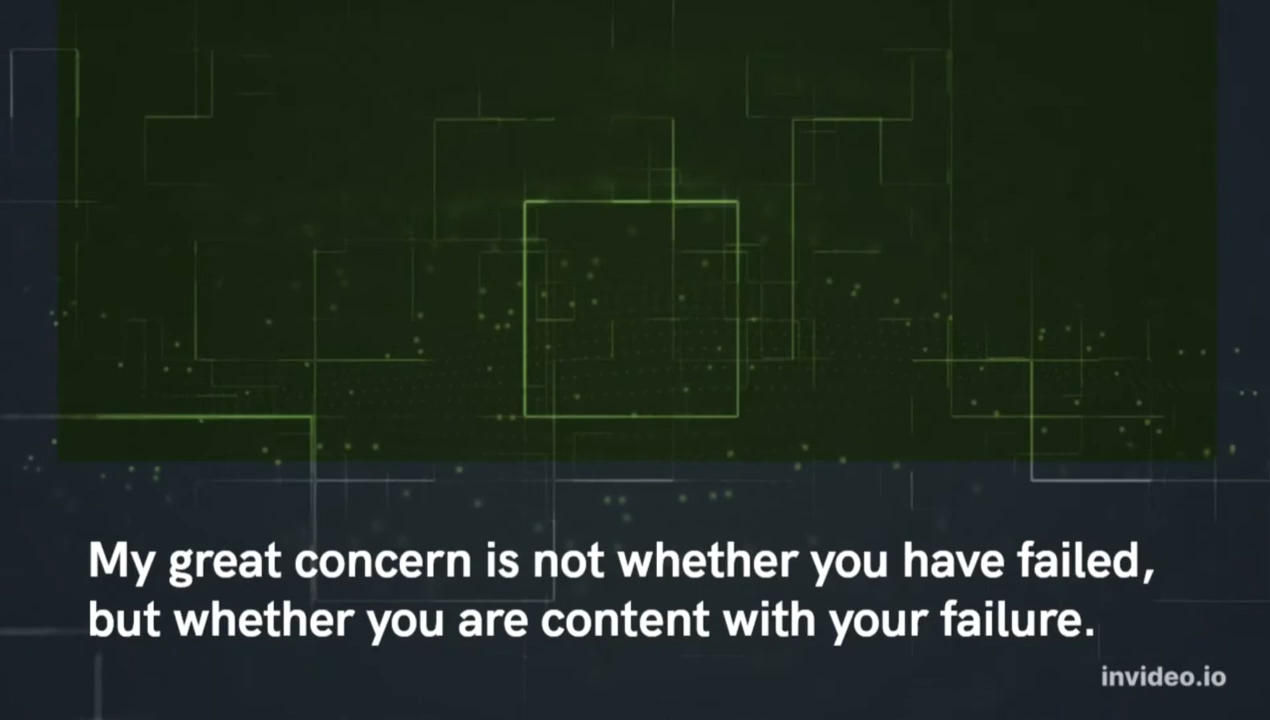 My great concern is not whether you have failed,
but whether you are content with your failure.
invideo.io